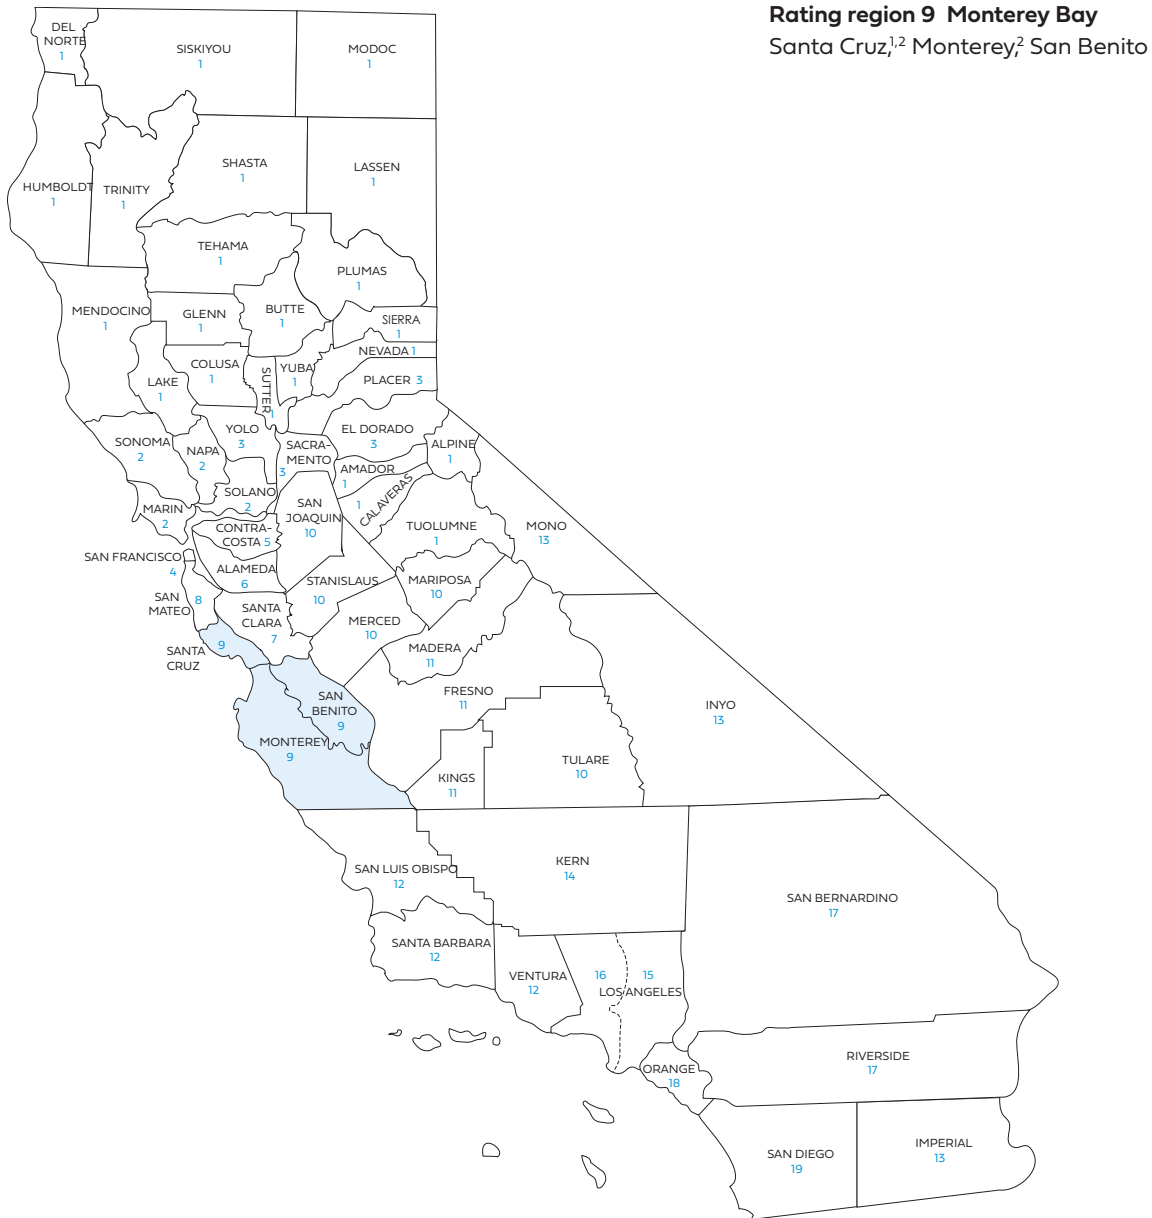 Rating region 9 Monterey Bay
Santa Cruz,1,2 Monterey,2 San Benito
DEL
NORTE
1
SISKIYOU
1
MODOC
1
HUMBOLDT
1
TRINITY
1
SHASTA
1
LASSEN
1
TEHAMA
1
PLUMAS
1
MENDOCINO
1
GLENN
1
BUTTE
1
SIERRA
1
NEVADA 1
COLUSA
1
SUTTER
1
YUBA
1
PLACER 3
LAKE
1
SONOMA
2
NAPA
2
YOLO
3
SACRA-
MENTO
3
EL DORADO
3
ALPINE
1
AMADOR
1
CALAVERAS
1
SOLANO
2
MARIN
2
SAN
JOAQUIN
10
CONTRA-
COSTA 5
TUOLUMNE
1
MONO
13
SAN FRANCISCO
4
ALAMEDA
6
STANISLAUS
10
MARIPOSA
10
SAN
MATEO
8
SANTA
CLARA
7
MERCED
10
SANTA
CRUZ
9
MADERA
11
FRESNO
11
SAN
BENITO
9
INYO
13
MONTEREY
9
KINGS
11
TULARE
10
SAN LUIS OBISPO
12
KERN
14
SAN BERNARDINO
17
SANTA BARBARA
12
VENTURA
12
16
15
LOS ANGELES
ORANGE
18
RIVERSIDE
17
SAN DIEGO
19
IMPERIAL
13